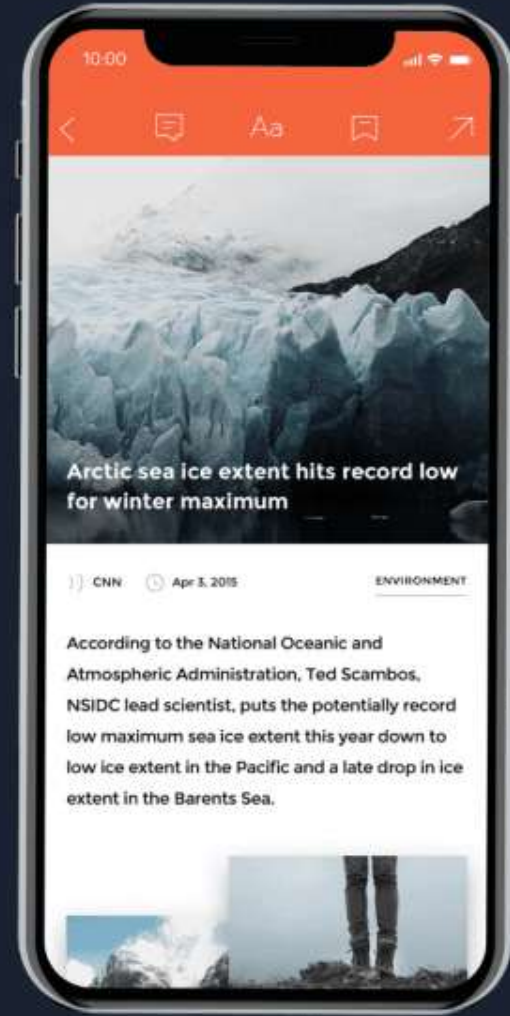 10:00
Aa
Arctic sea ice extent hits record low
for winter maximum
CNN Apr 3, 2015 ENVIRONMENT
According to the National Oceanic and
Atmospheric Administration, Ted Scambos,
NSIDC lead scientist, puts the potentially record
low maximum sea ice extent this year down to
low ice extent in the Pacific and a late drop in ice
extent in the Barents Sea.